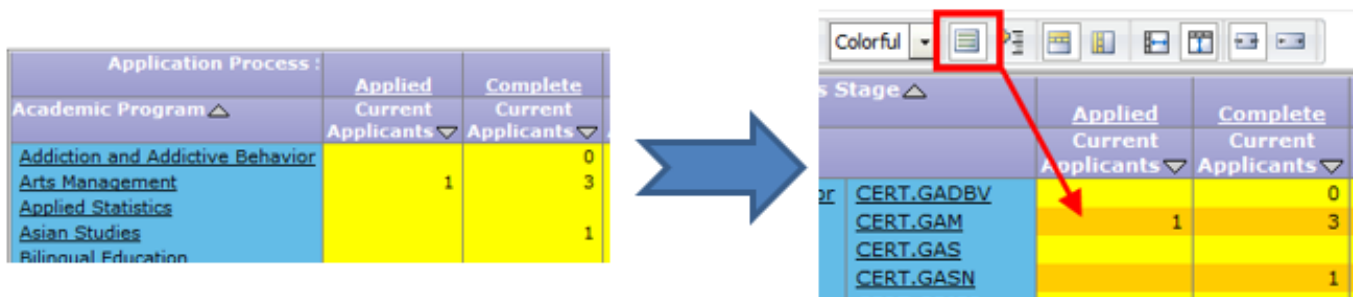 Application Process :
Applied Complete
Academic Program Current Current
Applicants Applicants
Addiction and Addictive Behavior 0
Arts Management 1 3
Applied Statistics
Asian Studies 1
Bilingual Education
Colorful
s Stage
Applied Complete
Current Current
Applicants Applicants
or CERT.GADBV 0
CERT.GAM 1 3
CERT.GAS
CERT.GASN 1